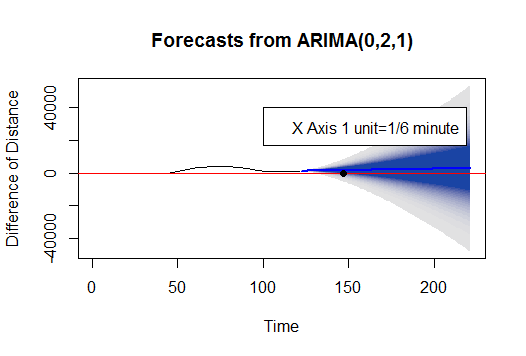 Forecasts from ARIMA(0,2,1)
Difference of Distance
40000
0
-40000
X Axis 1 unit=1/6 minute
0 50 100 150 200
Time